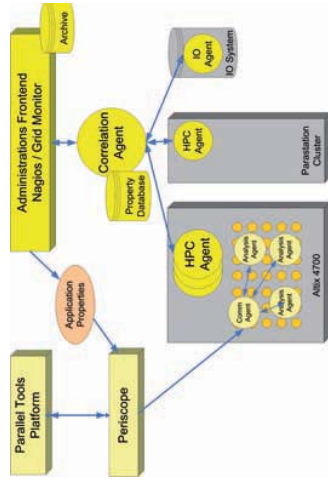 Parallel Tools
Platform
Periscope
Application
Properties
Administrations Frontend
Nagios / Grid Monitor
Archive
Correlation
Agent
Property
Database
HPC
Agent
Comm
Agent
Analysis
Agent
Analysis
Agent
Analysis
Agent
Altix 4700
HPC
Agent
Parastation
Cluster
IO
Agent
IO System